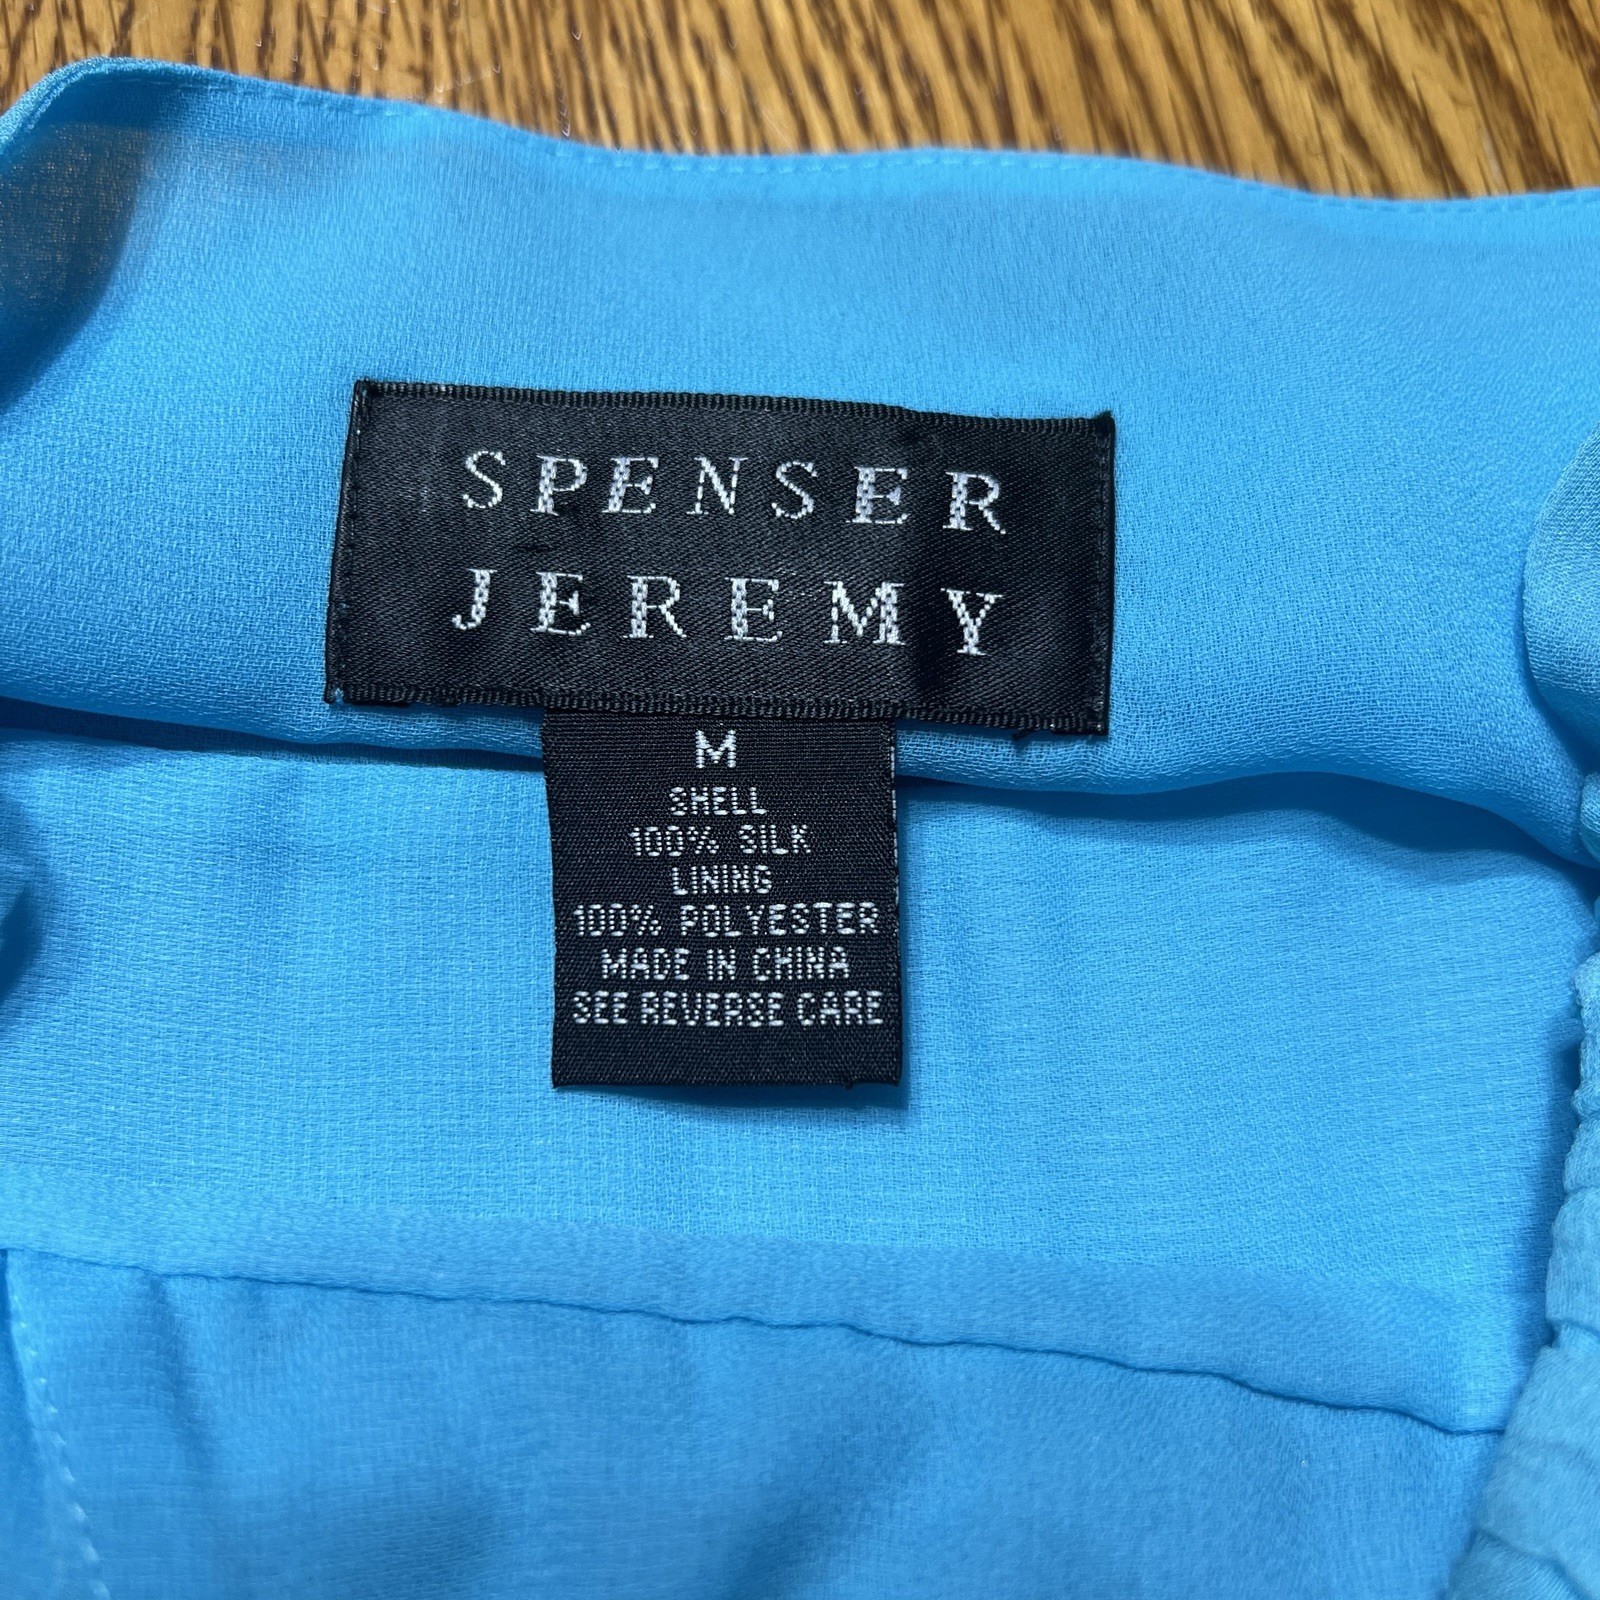 SPENSER
JEREMY
M
SHELL
100% SILK
LINING
100% POLYESTER
MADE IN CHINA
SEE REVERSE CARE